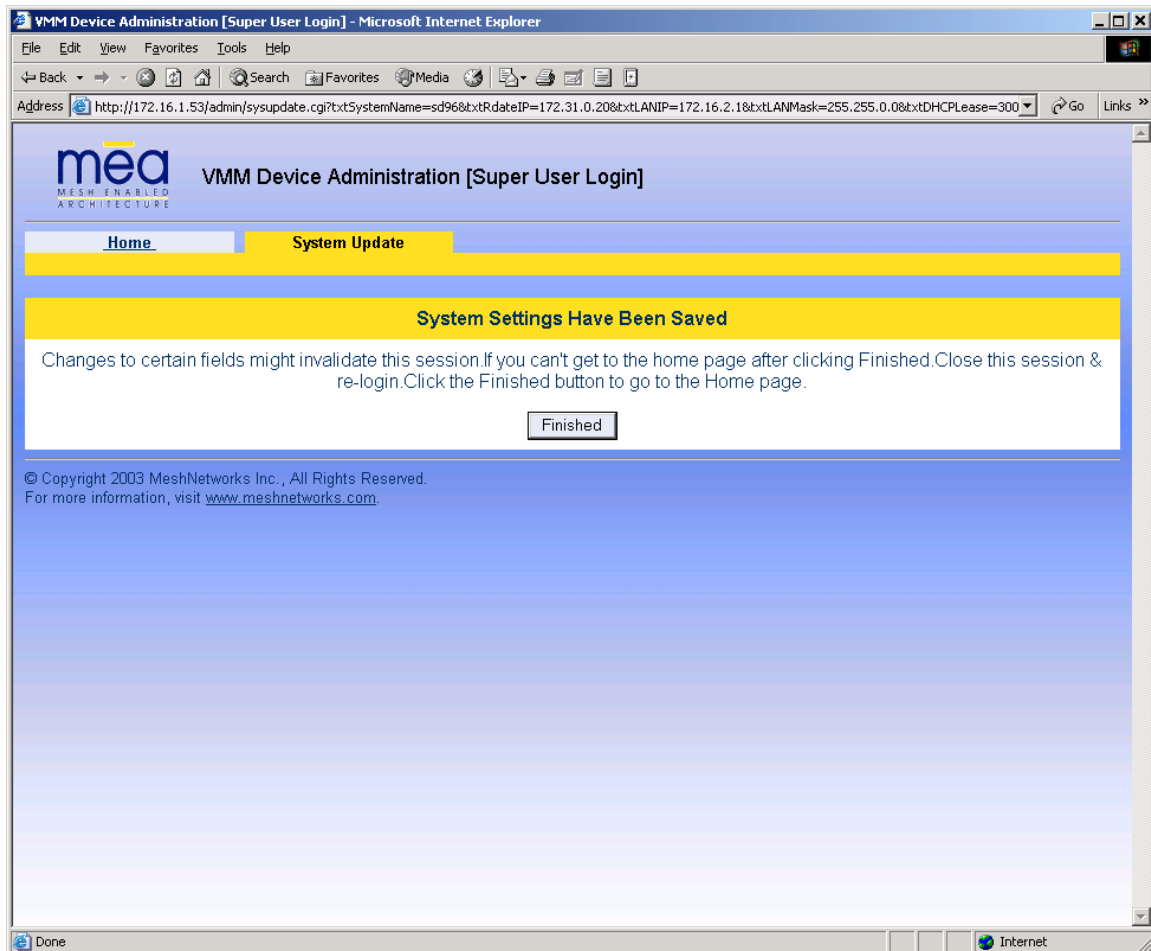 VMM Device Administration [Super User Login] - Microsoft Internet Explorer
File Edit View Favorites Tools Help
Back Search Favorites Media
Address http://172.16.1.53/admin/sysupdate.cgi?txtSystemName=sd96&txtRdateIP=172.31.0.20&txtLANIP=172.16.2.1&txtLANMask=255.255.0.0&txtDHCPLease=300 Go Links »
mea
MESH ENABLED
ARCHITECTURE
VMM Device Administration [Super User Login]
Home System Update
System Settings Have Been Saved
Changes to certain fields might invalidate this session.If you can't get to the home page after clicking Finished.Close this session &
re-login.Click the Finished button to go to the Home page.
Finished
© Copyright 2003 MeshNetworks Inc., All Rights Reserved.
For more information, visit www.meshnetworks.com.
Done Internet